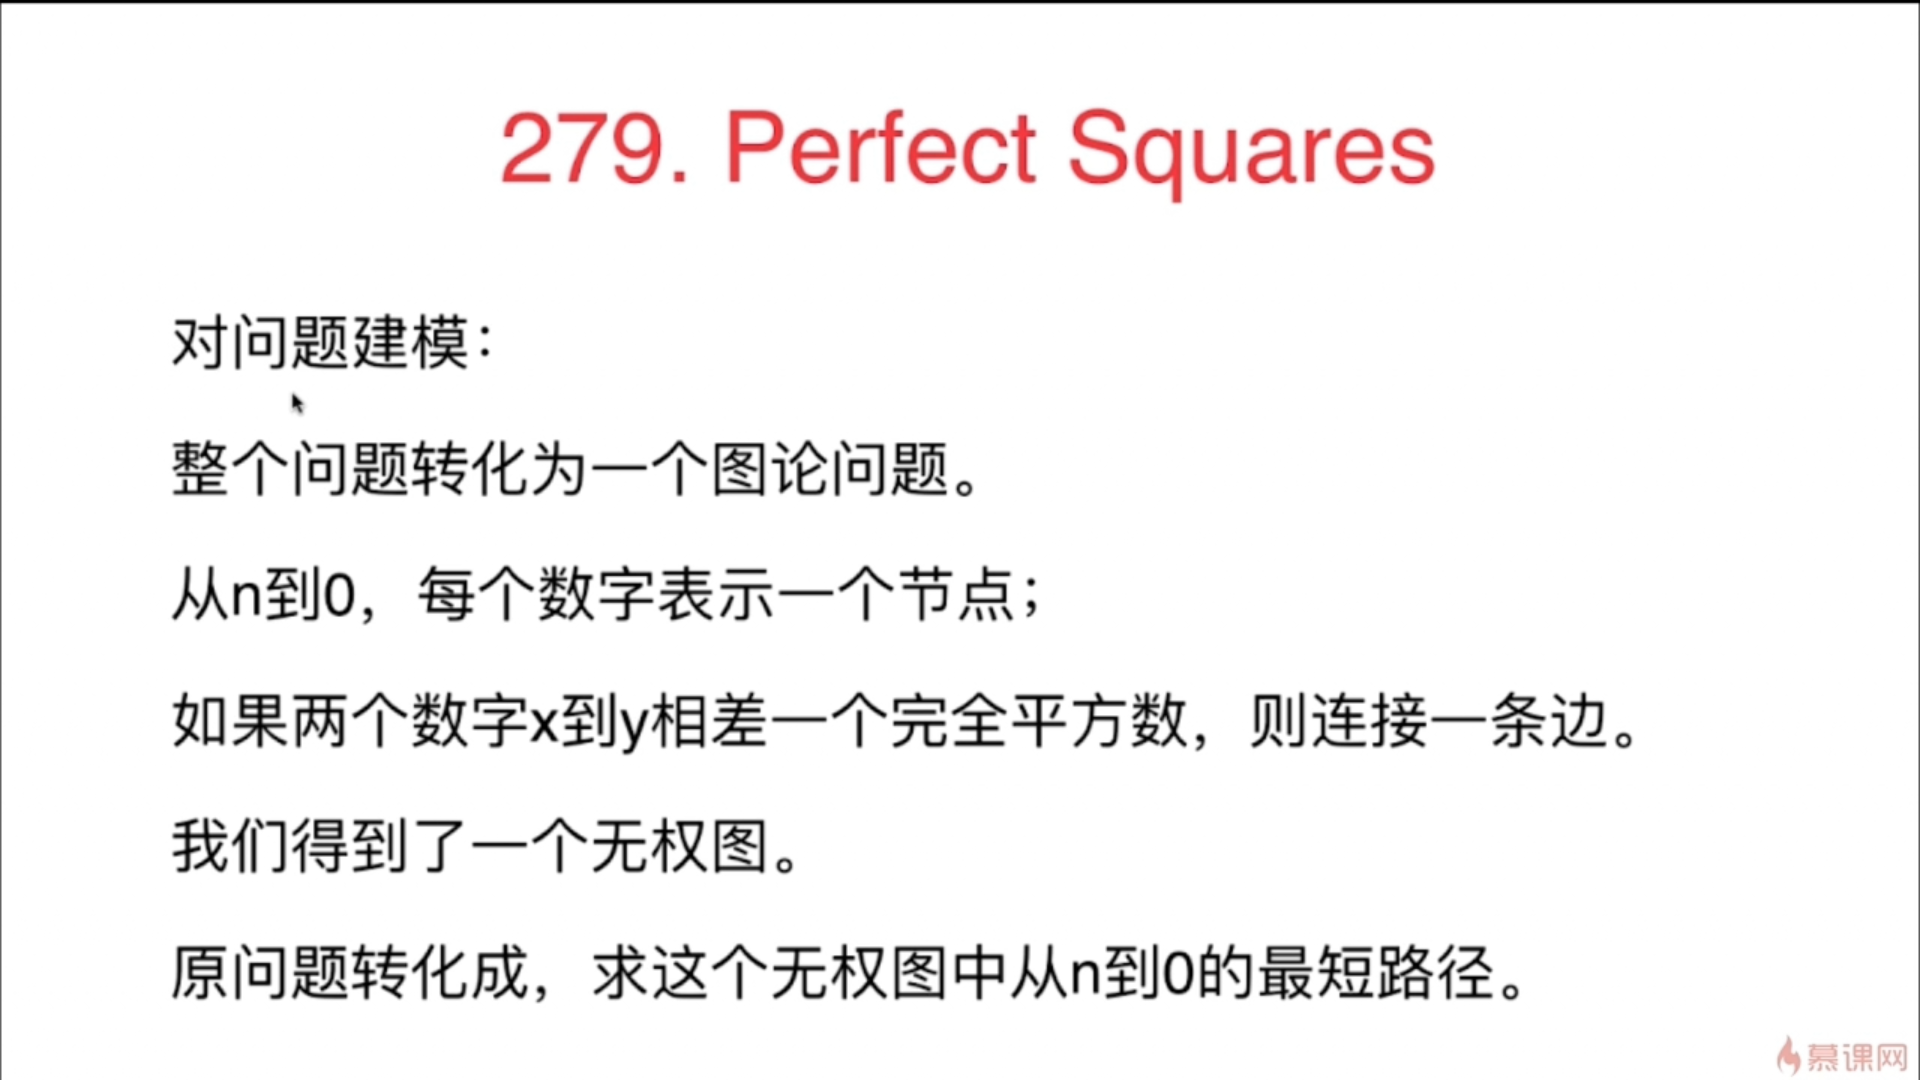 279. Perfect Squares
对问题建模：
整个问题转化为一个图论问题。
从n到0，每个数字表示一个节点；
如果两个数字x到y相差一个完全平方数，则连接一条边。
我们得到了一个无权图。
原问题转化成，求这个无权图中从n到0的最短路径。
慕课网